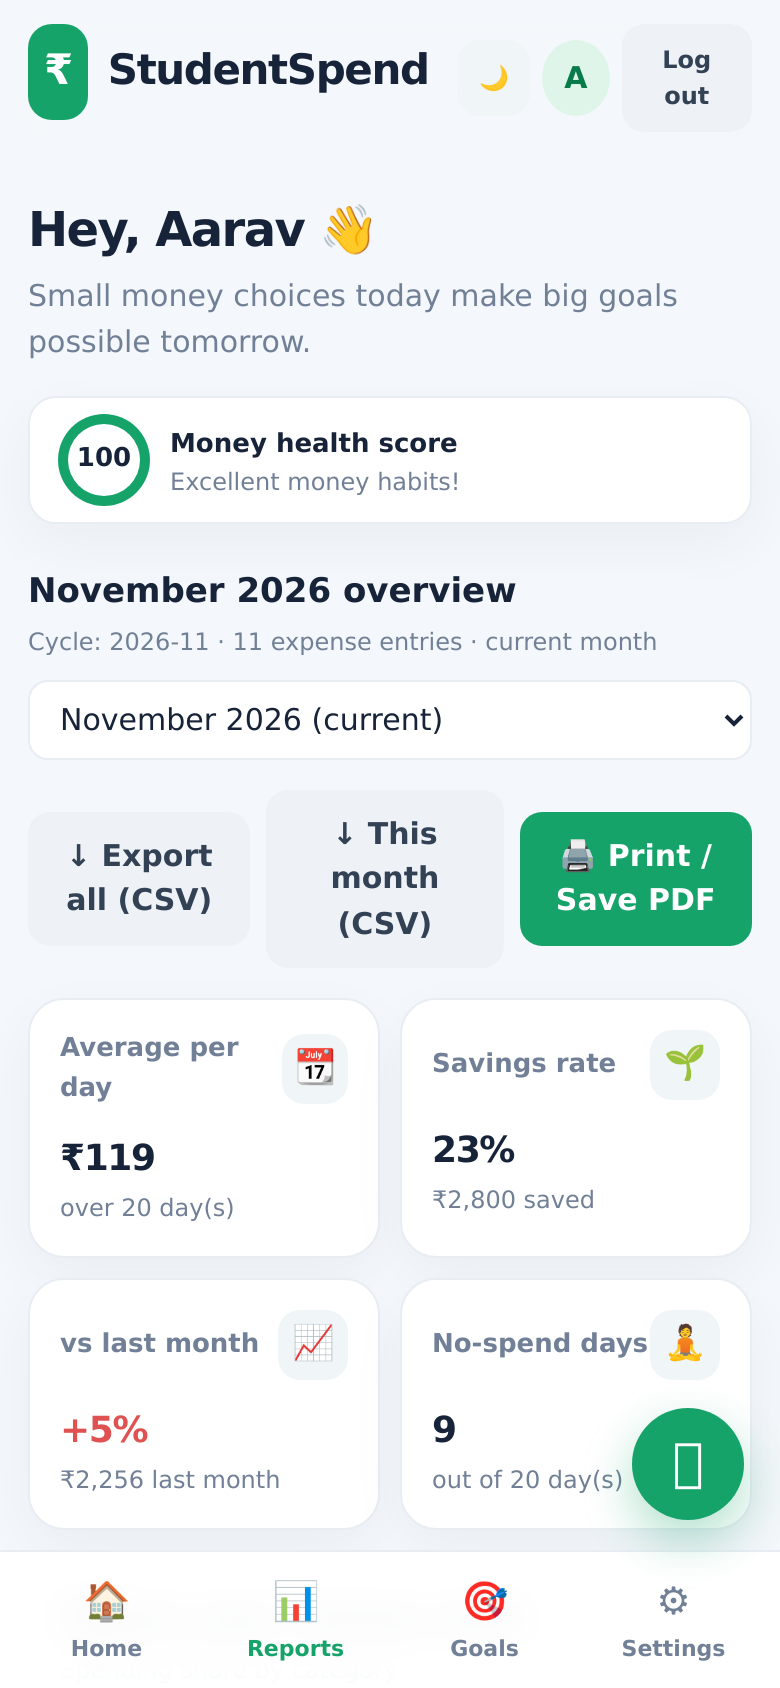 ₹ StudentSpend
A
Log
out
Hey, Aarav 👋
Small money choices today make big goals
possible tomorrow.
100
Money health score
Excellent money habits!
November 2026 overview
Cycle: 2026-11 · 11 expense entries · current month
November 2026 (current)
↓ Export
all (CSV)
↓ This
month
(CSV)
🖨️ Print /
Save PDF
Average per
day
July
17
₹119
over 20 day(s)
Savings rate
23%
₹2,800 saved
vs last month
+5%
₹2,256 last month
No-spend days
9
out of 20 day(s)
Home
Reports
Goals
Settings